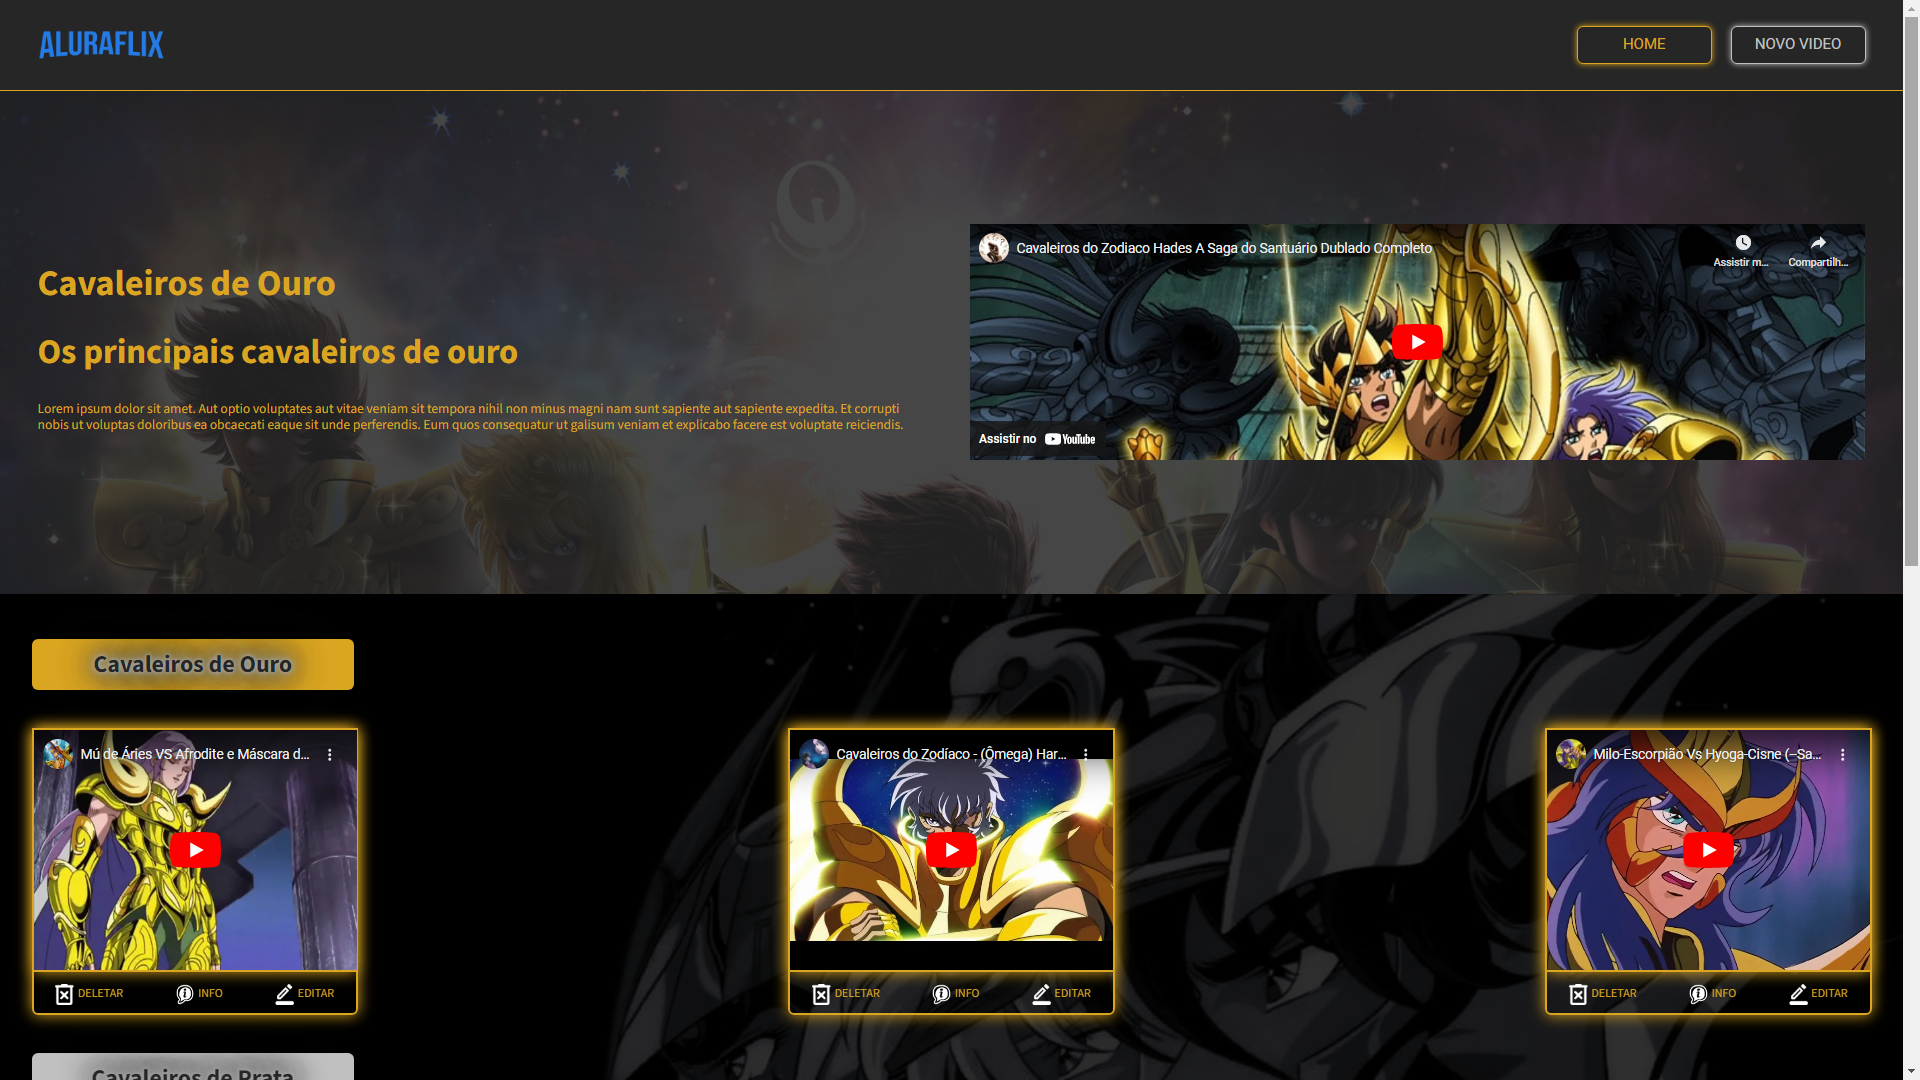 ALURAFLIX
HOME
NOVO VIDEO
Cavaleiros do Zodiaco Hades A Saga do Santuário Dublado Completo
Assistir m...
Compartilh...
Cavaleiros de Ouro
Os principais cavaleiros de ouro
Lorem ipsum dolor sit amet. Aut optio voluptates aut vitae veniam sit tempora nihil non minus magni nam sunt sapiente aut sapiente expedita. Et corrupti
nobis ut voluptas doloribus ea obcaecati eaque sit unde perferendis. Eum quos consequatur ut galisum veniam et explicabo facere est voluptate reiciendis.
Assistir no YouTube
Cavaleiros de Ouro
Mú de Áries VS Afrodite e Máscara d...
Cavaleiros do Zodíaco - (Ômega) Har...
Milo-Escorpião Vs Hyoga-Cisne (--Sa...
DELETAR INFO EDITAR
DELETAR INFO EDITAR
DELETAR INFO EDITAR
Cavaleiros de Prata